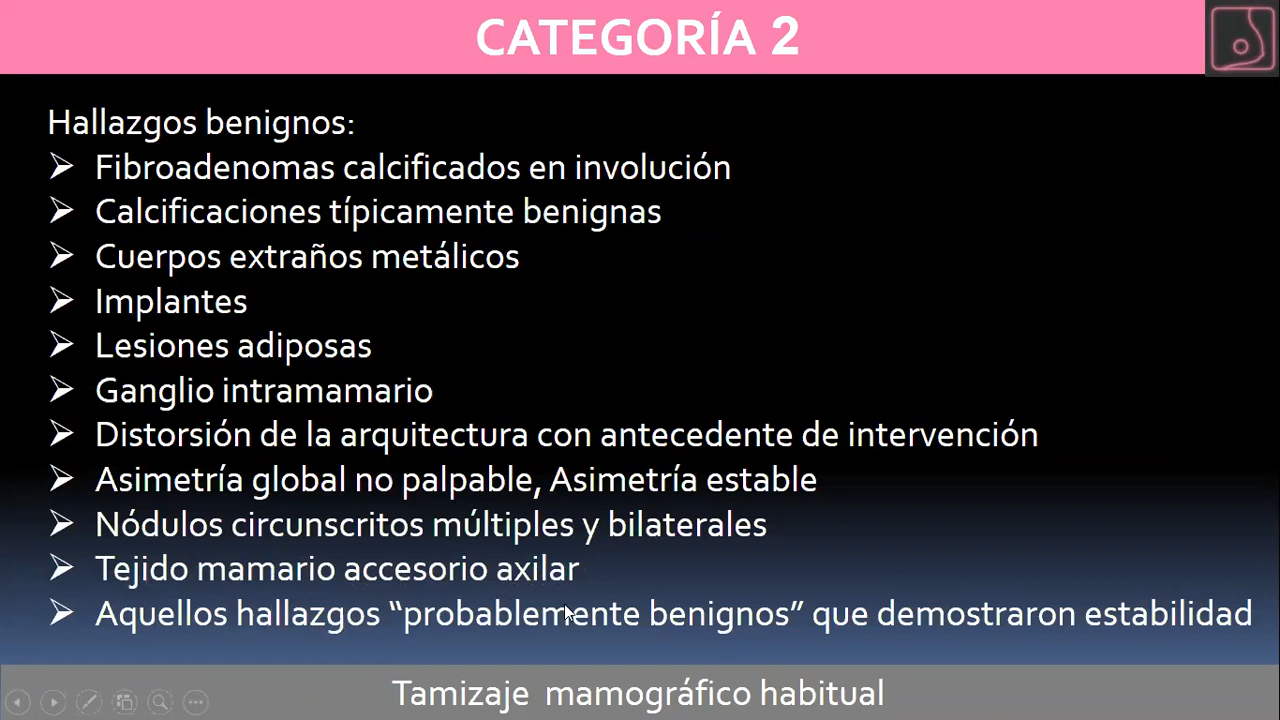 CATEGORÍA 2
Hallazgos benignos:
Fibroadenomas calcificados en involución
Calcificaciones típicamente benignas
Cuerpos extraños metálicos
Implantes
Lesiones adiposas
Ganglio intramamario
Distorsión de la arquitectura con antecedente de intervención
Asimetría global no palpable, Asimetría estable
Nódulos circunscritos múltiples y bilaterales
Tejido mamario accesorio axilar
Aquellos hallazgos “probablemente benignos” que demostraron estabilidad
Tamizaje mamográfico habitual